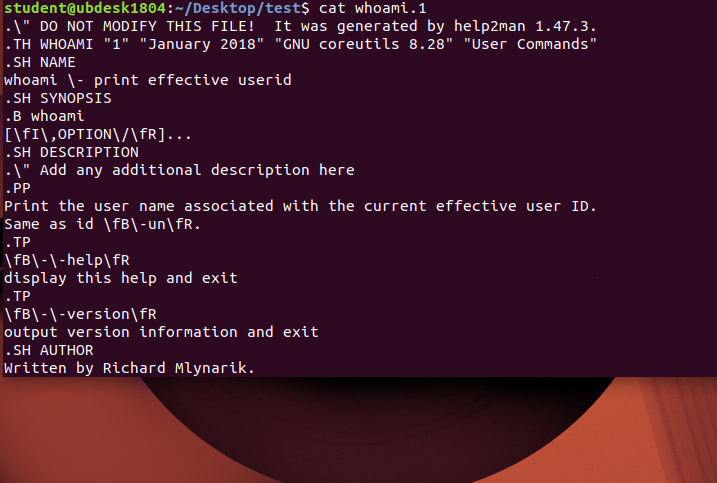 student@ubdesk1804:~/Desktop/test$ cat whoami.1
.\" DO NOT MODIFY THIS FILE!  It was generated by help2man 1.47.3.
.TH WHOAMI "1" "January 2018" "GNU coreutils 8.28" "User Commands"
.SH NAME
whoami \- print effective userid
.SH SYNOPSIS
.B whoami
[\fI\,OPTION\/\fR]...
.SH DESCRIPTION
.\" Add any additional description here
.PP
Print the user name associated with the current effective user ID.
Same as id \fB\-un\fR.
.TP
\fB\-\-help\fR
display this help and exit
.TP
\fB\-\-version\fR
output version information and exit
.SH AUTHOR
Written by Richard Mlynarik.